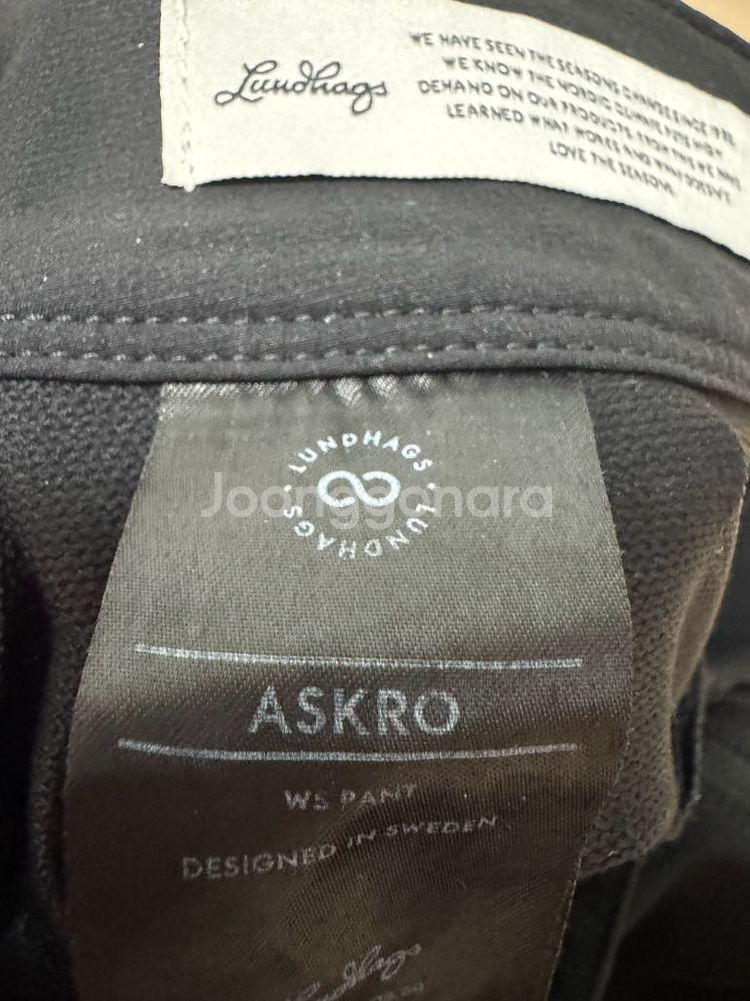 Lundhags
WE HAVE SEEN THE SEASONS CHANGE SINCE
WE KNOW THE NORDIC CLIMATE PUTS HIGH
DEMAND ON OUR PRODUCTS. FROM THIS WE HAVE
LEARNED WHAT WORKS AND WHAT DOESN'T.
LOVE THE SEASONS
LUNDHAGS · LUNDHAGS ·
Joonggonara
ASKRO
WS PANT
DESIGNED IN SWEDEN
Lundhags